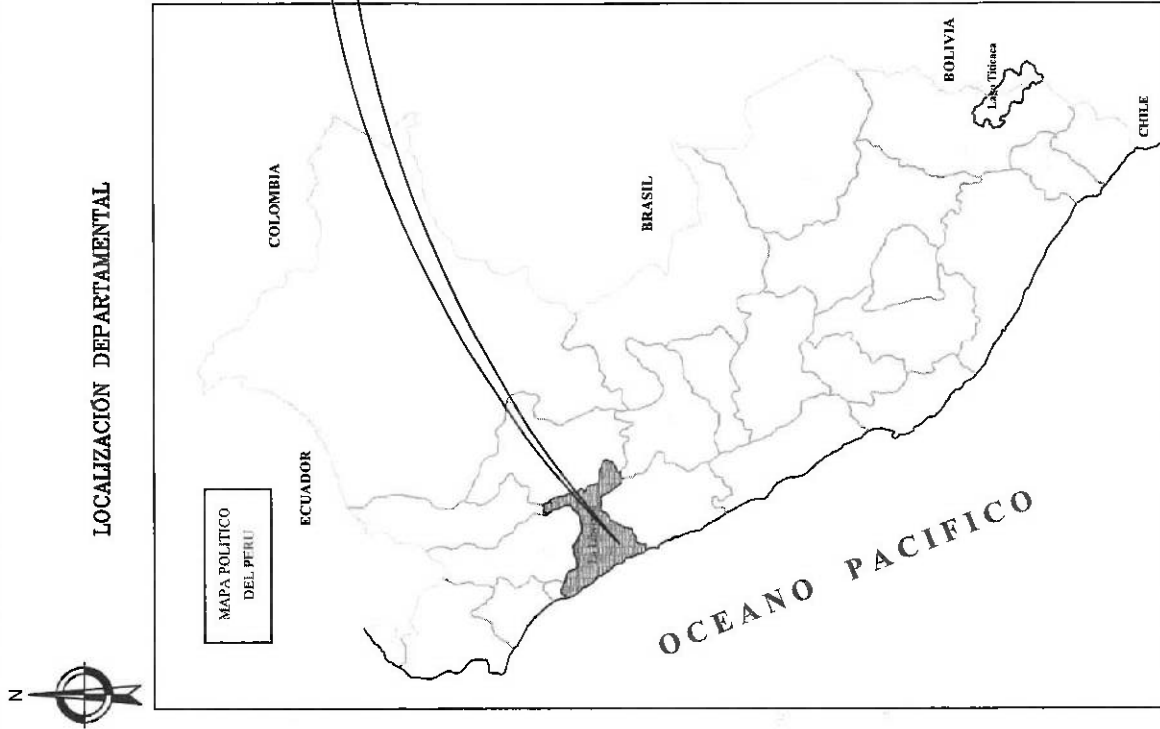 N
LOCALIZACIÓN DEPARTAMENTAL
MAPA POLITICO
DEL PERU
ECUADOR
COLOMBIA
BRASIL
BOLIVIA
Lago Titicaca
CHILE
OCEANO PACIFICO